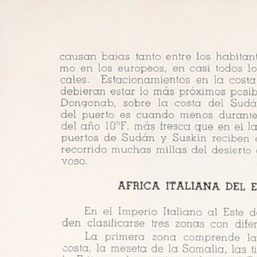 causan bajas tanto entre los habitant
mo en los europeos, en casi todos lo
cales. Estacionamientos en la costa
debieran estar lo más próximos posib
Dongonab, sobre la costa del Sudá
del puerto es cuando menos durante
del año 10°F. más fresca que en el la
puertos de Sudán y Suskin reciben e
recorrido muchas millas del desierto
voso.
AFRICA ITALIANA DEL E
En el Imperio Italiano al Este d
den clasificarse tres zonas con difer
La primera zona comprende la
costa, la meseta de la Somalia, las ti